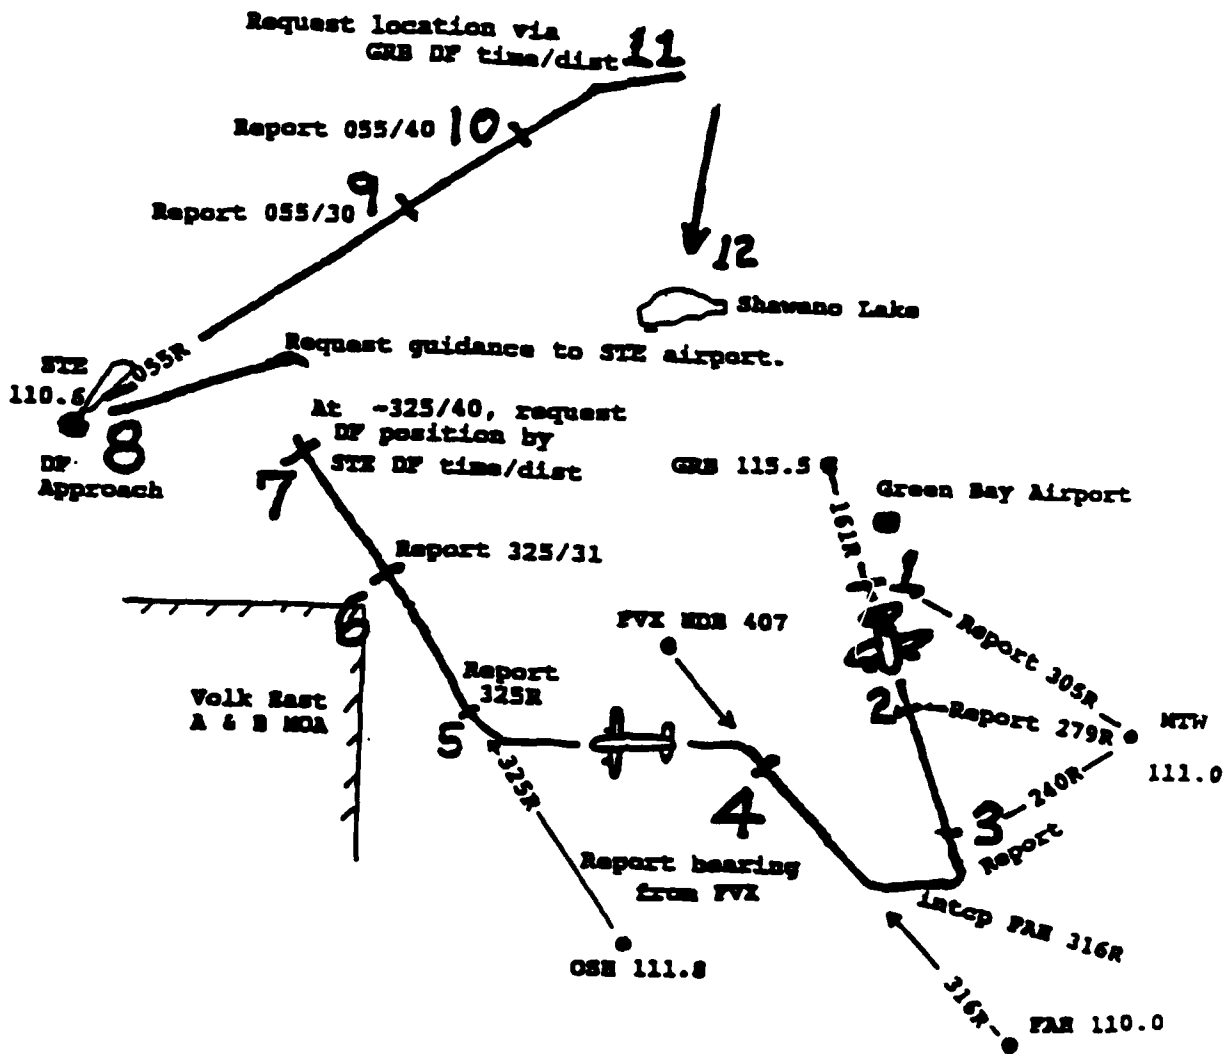 Request location via
GRB DF time/dist 11
Report 055/40 10
Report 055/30 9
12
Shawano Lake
STE
110.6
055R
Request guidance to STE airport.
8
DF
Approach
At ~325/40, request
DF position by
STE DF time/dist
7
GRB 115.5
Green Bay Airport
161R
1
Report 325/31
6
FVX NDB 407
Report 305R
Volk East
A & B MOA
Report
325R
5
2
Report 279R
MTW
111.0
325R
4
3
240R
Report
Report bearing
from FVX
intcp FAH 316R
OSH 111.8
316R
FAH 110.0